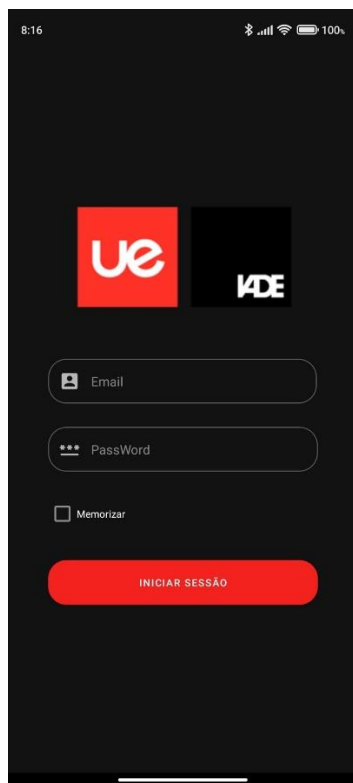 8:16
100%
ue
IADE
Email
*** PassWord
Memorizar
INICIAR SESSÃO